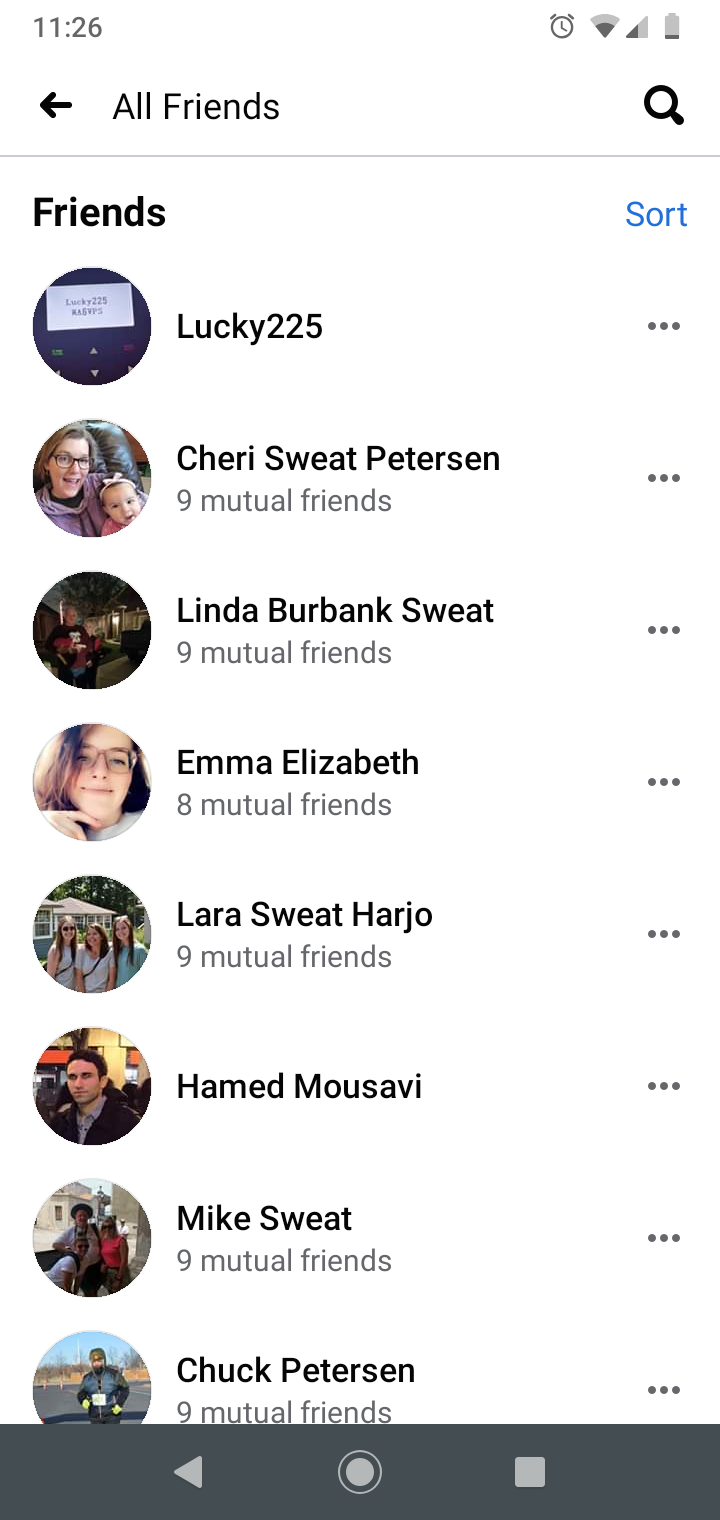 11:26
All Friends
Friends
Sort
Lucky225
WA6VPS
Lucky225
Cheri Sweat Petersen
9 mutual friends
Linda Burbank Sweat
9 mutual friends
Emma Elizabeth
8 mutual friends
Lara Sweat Harjo
9 mutual friends
Hamed Mousavi
Mike Sweat
9 mutual friends
Chuck Petersen
9 mutual friends